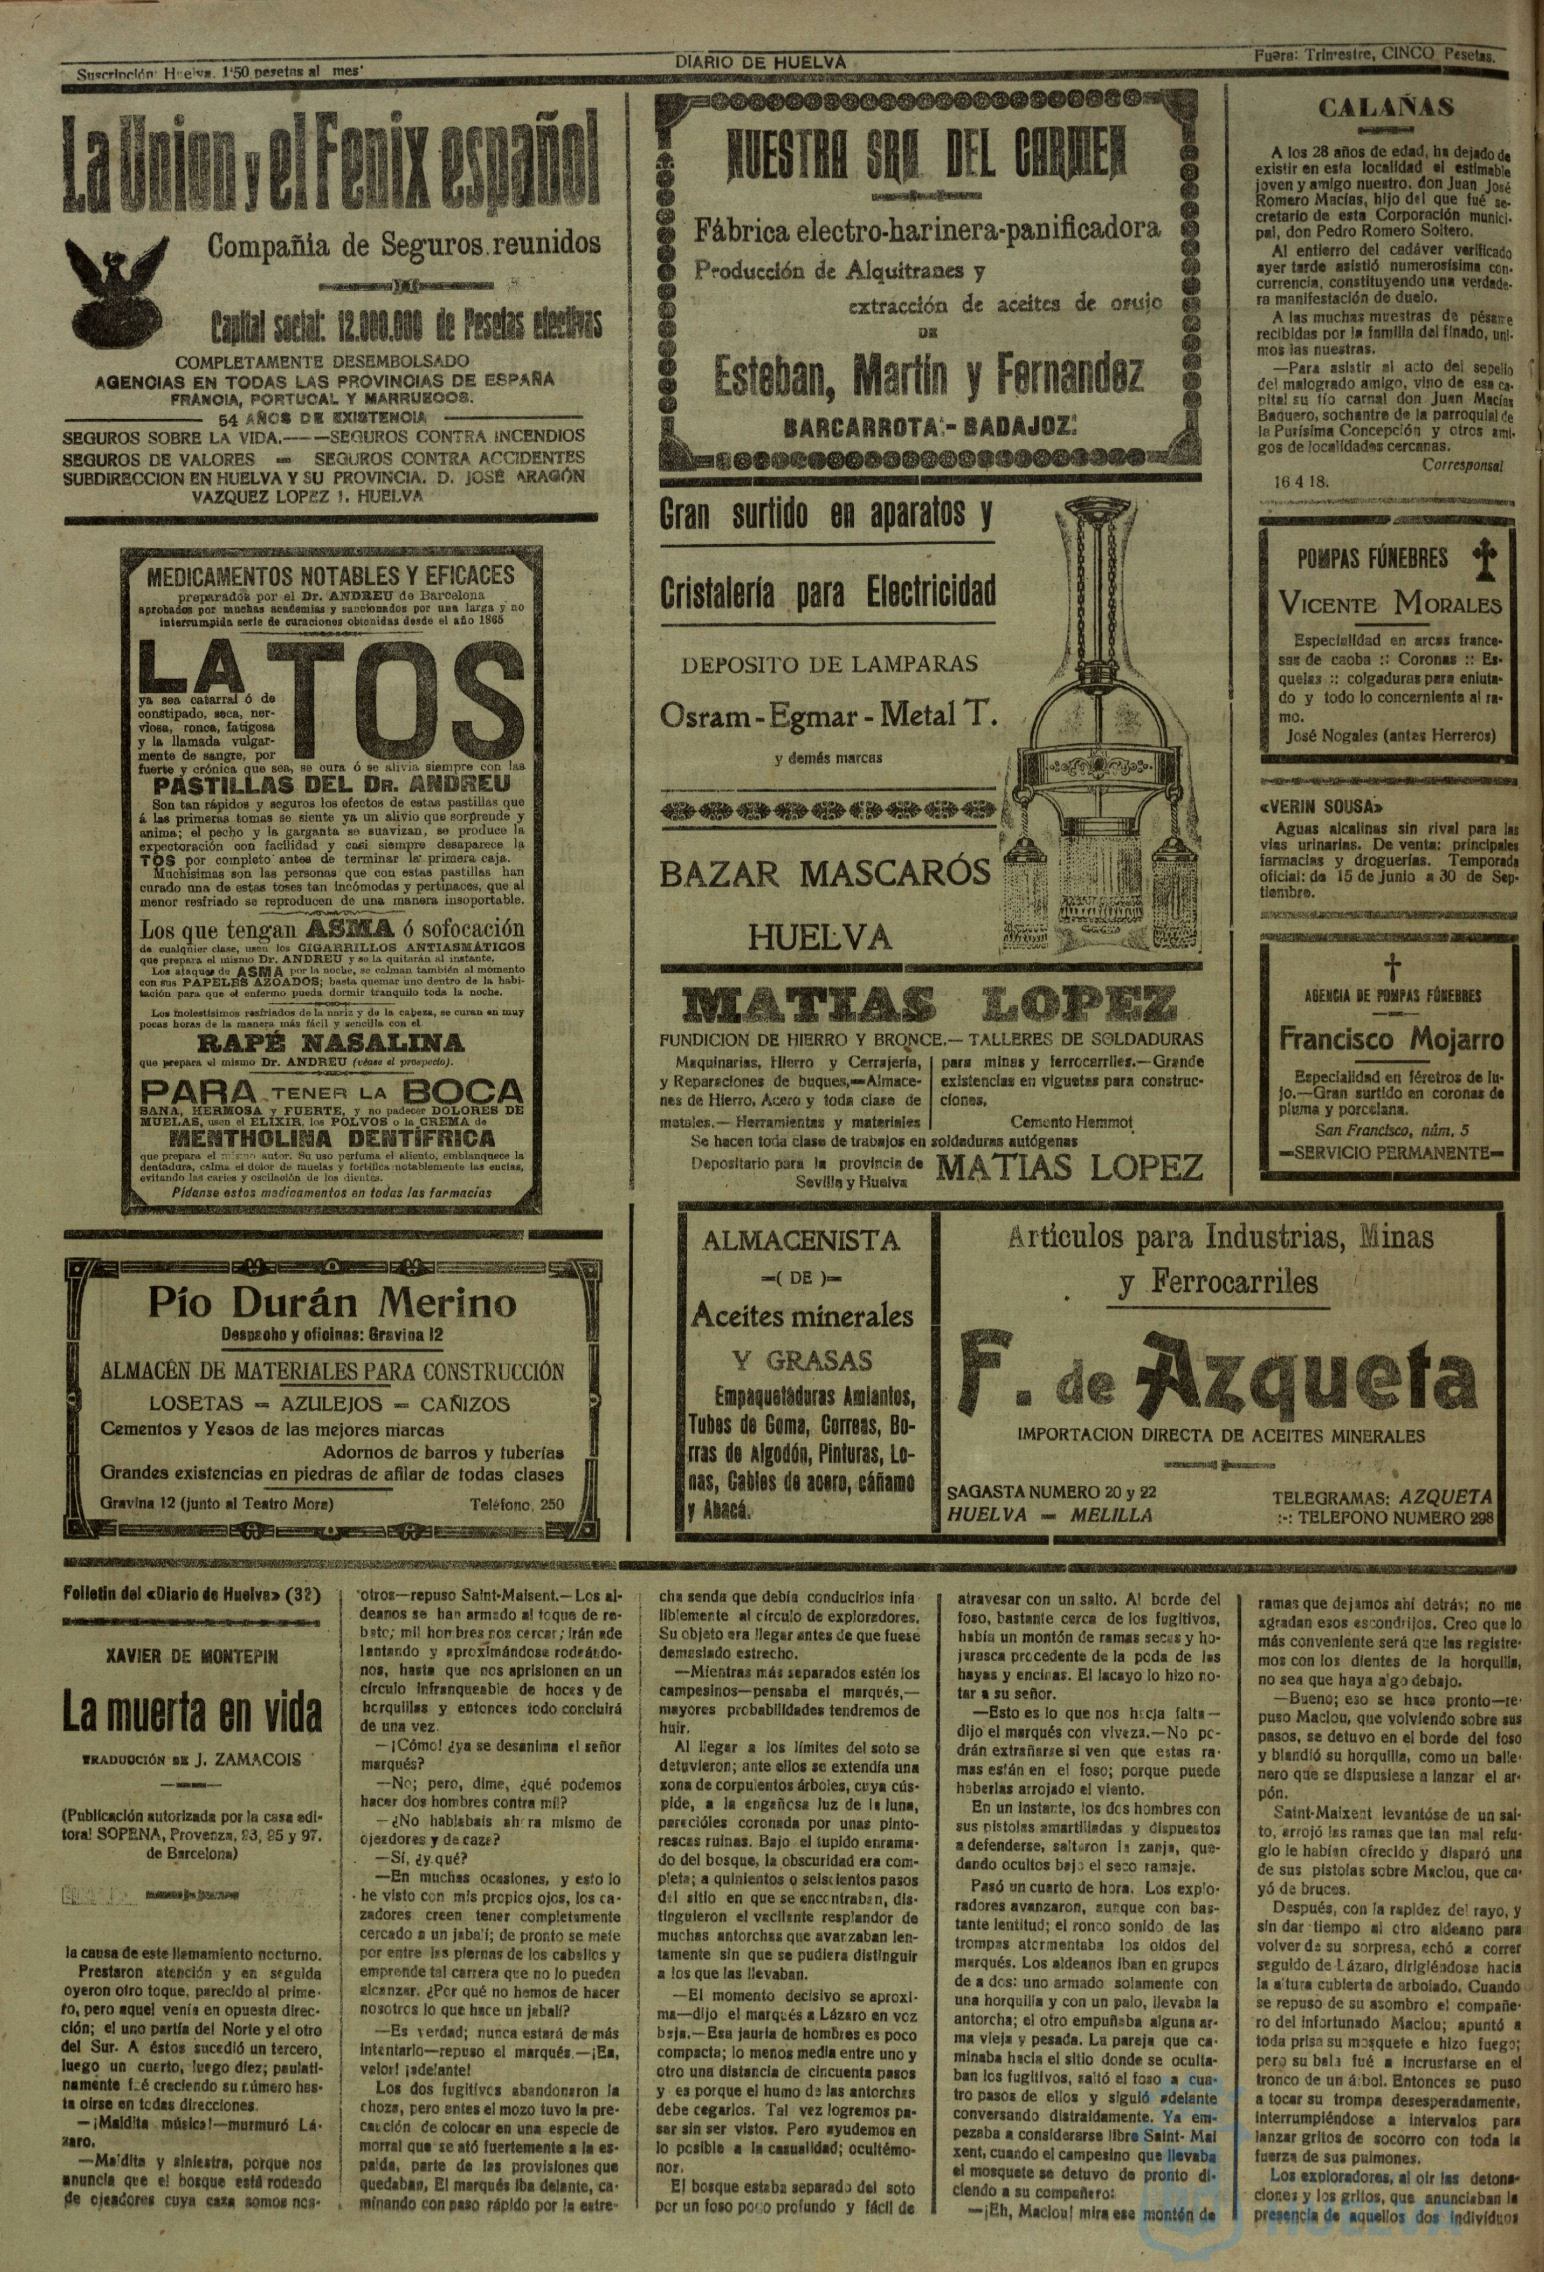 Suscripción: Huelva, 1'50 pesetas al mes
DIARIO DE HUELVA
Fuera: Trimestre, CINCO Pesetas.
La Union y el Fenix español
Compañia de Seguros reunidos
Capital social: 12.000.000 de Pesetas efectivas
COMPLETAMENTE DESEMBOLSADO
AGENCIAS EN TODAS LAS PROVINCIAS DE ESPAÑA
FRANCIA, PORTUGAL Y MARRUECOS.
54 AÑOS DE EXISTENCIA
SEGUROS SOBRE LA VIDA.———SEGUROS CONTRA INCENDIOS
SEGUROS DE VALORES — SEGUROS CONTRA ACCIDENTES
SUBDIRECCION EN HUELVA Y SU PROVINCIA. D. JOSÉ ARAGÓN
VAZQUEZ LOPEZ 1. HUELVA
MEDICAMENTOS NOTABLES Y EFICACES
preparados por el Dr. ANDREU de Barcelona
aprobados por muchas academias y sancionados por una larga y no
interrumpida serie de curaciones obtenidas desde el año 1865
LA TOS
ya sea catarral ó de
constipado, seca, ner-
viosa, ronca, fatigosa
y la llamada vulgar-
mente de sangre, por
fuerte y crónica que sea, se cura ó se alivia siempre con las
PASTILLAS DEL Dr. ANDREU
Son tan rápidos y seguros los efectos de estas pastillas que
á las primeras tomas se siente ya un alivio que sorprende y
anima; el pecho y la garganta se suavizan, se produce la
expectoración con facilidad y casi siempre desaparece la
TOS por completo antes de terminar la primera caja.
Muchísimas son las personas que con estas pastillas han
curado una de estas toses tan incómodas y pertinaces, que al
menor resfriado se reproducen de una manera insoportable.
Los que tengan ASMA ó sofocación
de cualquier clase, usen los CIGARRILLOS ANTIASMÁTICOS
que prepara el mismo Dr. ANDREU y se la quitarán al instante.
Los ataques de ASMA por la noche, se calman también al momento
con sus PAPELES AZOADOS; basta quemar uno dentro de la habi-
tación para que el enfermo pueda dormir tranquilo toda la noche.
Los molestísimos resfriados de la nariz y de la cabeza, se curan en muy
pocas horas de la manera más fácil y sencilla con el
RAPÉ NASALINA
que prepara el mismo Dr. ANDREU (véase el prospecto).
PARA TENER LA BOCA
SANA, HERMOSA y FUERTE, y no padecer DOLORES DE
MUELAS, usen el ELIXIR, los POLVOS o la CREMA de
MENTHOLINA DENTÍFRICA
que prepara el mismo autor. Su uso perfuma el aliento, emblanquece la
dentadura, calma el dolor de muelas y fortifica notablemente las encías,
evitando las caries y oscilación de los dientes.
Pídanse estos medicamentos en todas las farmacias
Pío Durán Merino
Despacho y oficinas: Gravina 12
ALMACÉN DE MATERIALES PARA CONSTRUCCIÓN
LOSETAS — AZULEJOS — CAÑIZOS
Cementos y Yesos de las mejores marcas
Adornos de barros y tuberías
Grandes existencias en piedras de afilar de todas clases
Gravina 12 (junto al Teatro Mora) Teléfono, 250
NUESTRA SRA DEL CARMEN
Fábrica electro-harinera-panificadora
Producción de Alquitranes y
extracción de aceites de orujo
DE
Esteban, Martín y Fernandez
BARCARROTA - BADAJOZ
Gran surtido en aparatos y
Cristalería para Electricidad
DEPOSITO DE LAMPARAS
Osram - Egmar - Metal T.
y demás marcas
BAZAR MASCARÓS
HUELVA
MATIAS LOPEZ
FUNDICION DE HIERRO Y BRONCE.— TALLERES DE SOLDADURAS
Maquinarias, Hierro y Cerrajería,
y Reparaciones de buques,—Almace-
nes de Hierro, Acero y toda clase de
metales.— Herramientas y materiales
para minas y ferrocarriles.—Grande
existencias en viguetas para construc-
ciones,
Cemento Hemmot
Se hacen toda clase de trabajos en soldaduras autógenas
Depositario para la provincia de
Sevilla y Huelva
MATIAS LOPEZ
CALAÑAS
A los 28 años de edad, ha dejado de
existir en esta localidad el estimable
joven y amigo nuestro, don Juan José
Romero Macías, hijo del que fué se-
cretario de esta Corporación munici-
pal, don Pedro Romero Soltero.
Al entierro del cadáver verificado
ayer tarde asistió numerosísima con-
currencia, constituyendo una verdade-
ra manifestación de duelo.
A las muchas muestras de pésame
recibidas por la familia del finado, uni-
mos las nuestras.
—Para asistir al acto del sepelio
del malogrado amigo, vino de esa ca-
pital su tío carnal don Juan Macías
Baquero, sochantre de la parroquial de
la Purísima Concepción y otros ami-
gos de localidades cercanas.
Corresponsal
16 4 18.
POMPAS FÚNEBRES
VICENTE MORALES
Especialidad en arcas france-
sas de caoba :: Coronas :: Es-
quelas :: colgaduras para enluta-
do y todo lo concerniente al ra-
mo.
José Nogales (antes Herreros)
«VERIN SOUSA»
Aguas alcalinas sin rival para las
vías urinarias. De venta: principales
farmacias y droguerías. Temporada
oficial: de 15 de Junio a 30 de Sep-
tiembre.
AGENCIA DE POMPAS FÚNEBRES
Francisco Mojarro
Especialidad en féretros de lu-
jo.—Gran surtido en coronas de
pluma y porcelana.
San Francisco, núm. 5
—SERVICIO PERMANENTE—
ALMACENISTA
—( DE )—
Aceites minerales
Y GRASAS
Empaquetaduras Amiantos,
Tubos de Goma, Correas, Bo-
rras de Algodón, Pinturas, Lo-
nas, Cables de acero, cáñamo
y Abacá.
Artículos para Industrias, Minas
y Ferrocarriles
F. de Azqueta
IMPORTACION DIRECTA DE ACEITES MINERALES
SAGASTA NUMERO 20 y 22
HUELVA — MELILLA
TELEGRAMAS: AZQUETA
:-: TELEFONO NUMERO 298
Folletín del «Diario de Huelva» (32)
XAVIER DE MONTEPIN
La muerta en vida
TRADUCCIÓN DE J. ZAMACOIS
(Publicación autorizada por la casa edi-
torial SOPENA, Provenza, 93, 95 y 97.
de Barcelona)
la causa de este llamamiento nocturno.
Prestaron atención y en seguida
oyeron otro toque, parecido al prime-
ro, pero aquel venía en opuesta direc-
ción; el uno partía del Norte y el otro
del Sur. A éstos sucedió un tercero,
luego un cuarto, luego diez; paulati-
namente fué creciendo su número has-
ta oirse en todas direcciones.
—¡Maldita música!—murmuró Lá-
zaro.
—Maldita y siniestra, porque nos
anuncia que el bosque está rodeado
de ojeadores cuya caza somos nos-
otros—repuso Saint-Maisent.—Los al-
deanos se han armado al toque de re-
bato; mil hombres nos cercar; irán ade
lantando y aproximándose rodeándo-
nos, hasta que nos aprisionen en un
círculo infranqueable de hoces y de
horquillas y entonces todo concluirá
de una vez.
—¡Cómo! ¿ya se desanima el señor
marqués?
—No; pero, dime, ¿qué podemos
hacer dos hombres contra mil?
—¿No hablabais ahora mismo de
ojeadores y de caza?
—Sí, ¿y qué?
—En muchas ocasiones, y esto lo
he visto con mis propios ojos, los ca-
zadores creen tener completamente
cercado a un jabalí; de pronto se mete
por entre las piernas de los caballos y
emprende tal carrera que no lo pueden
alcanzar. ¿Por qué no hemos de hacer
nosotros lo que hace un jabalí?
—Es verdad; nunca estará de más
intentarlo—repuso el marqués.—¡Ea,
valor! ¡adelante!
Los dos fugitivos abandonaron la
choza, pero antes el mozo tuvo la pre-
caución de colocar en una especie de
morral que se ató fuertemente a la es-
palda, parte de las provisiones que
quedaban, El marqués iba delante, ca-
minando con paso rápido por la estre-
cha senda que debía conducirlos infa
liblemente al círculo de exploradores.
Su objeto era llegar antes de que fuese
demasiado estrecho.
—Mientras más separados estén los
campesinos—pensaba el marqués,—
mayores probabilidades tendremos de
huir.
Al llegar a los límites del soto se
detuvieron; ante ellos se extendía una
zona de corpulentos árboles, cuya cús-
pide, a la engañosa luz de la luna,
parecióles coronada por unas pinto-
rescas ruinas. Bajo el tupido enrama-
do del bosque, la obscuridad era com-
pleta; a quinientos o seiscientos pasos
del sitio en que se encontraban, dis-
tinguieron el vacilante resplandor de
muchas antorchas que avanzaban len-
tamente sin que se pudiera distinguir
a los que las llevaban.
—El momento decisivo se aproxi-
ma—dijo el marqués a Lázaro en voz
baja.—Esa jauría de hombres es poco
compacta; lo menos media entre uno y
otro una distancia de cincuenta pasos
y es porque el humo de las antorchas
debe cegarlos. Tal vez logremos pa-
sar sin ser vistos. Pero ayudemos en
lo posible a la casualidad; ocultémo-
nor.
El bosque estaba separado del soto
por un foso poco profundo y fácil de
atravesar con un salto. Al borde del
foso, bastante cerca de los fugitivos,
había un montón de ramas secas y ho-
jurasca procedente de la poda de las
hayas y encinas. El lacayo lo hizo no-
tar a su señor.
—Esto es lo que nos hacia falta—
dijo el marqués con viveza.—No po-
drán extrañarse si ven que estas ra-
mas están en el foso; porque puede
haberlas arrojado el viento.
En un instante, los dos hombres con
sus pistolas amartilladas y dispuestos
a defenderse, saltaron la zanja, que-
dando ocultos bajo el seco ramaje.
Pasó un cuarto de hora. Los explo-
radores avanzaron, aunque con bas-
tante lentitud; el ronco sonido de las
trompas atormentaba los oídos del
marqués. Los aldeanos iban en grupos
de a dos: uno armado solamente con
una horquilla y con un palo, llevaba la
antorcha; el otro empuñaba alguna ar-
ma vieja y pesada. La pareja que ca-
minaba hacia el sitio donde se oculta-
ban los fugitivos, saltó el foso a cua-
tro pasos de ellos y siguió adelante
conversando distraídamente. Ya em-
pezaba a considerarse libre Saint- Mai
xent, cuando el campesino que llevaba
el mosquete se detuvo de pronto di-
ciendo a su compañero:
—¡Eh, Maclou! mira ese montón de
ramas que dejamos ahí detrás; no me
agradan esos escondrijos. Creo que lo
más conveniente será que las registre-
mos con los dientes de la horquilla,
no sea que haya algo debajo.
—Bueno; eso se hace pronto—re-
puso Maclou, que volviendo sobre sus
pasos, se detuvo en el borde del foso
y blandió su horquilla, como un balle-
nero que se dispusiese a lanzar el ar-
pón.
Saint-Maixent levantóse de un sal-
to, arrojó las ramas que tan mal refu-
gio le habían ofrecido y disparó una
de sus pistolas sobre Maclou, que ca-
yó de bruces.
Después, con la rapidez del rayo, y
sin dar tiempo al otro aldeano para
volver de su sorpresa, echó a correr
seguido de Lázaro, dirigiéndose hacia
la altura cubierta de arbolado. Cuando
se repuso de su asombro el compañe-
ro del infortunado Maclou; apuntó a
toda prisa su mosquete e hizo fuego;
pero su bala fué a incrustarse en el
tronco de un árbol. Entonces se puso
a tocar su trompa desesperadamente,
interrumpiéndose a intervalos para
lanzar gritos de socorro con toda la
fuerza de sus pulmones.
Los exploradores, al oir las detona-
ciones y los gritos, que anunciaban la
presencia de aquellos dos individuos
HUELVA